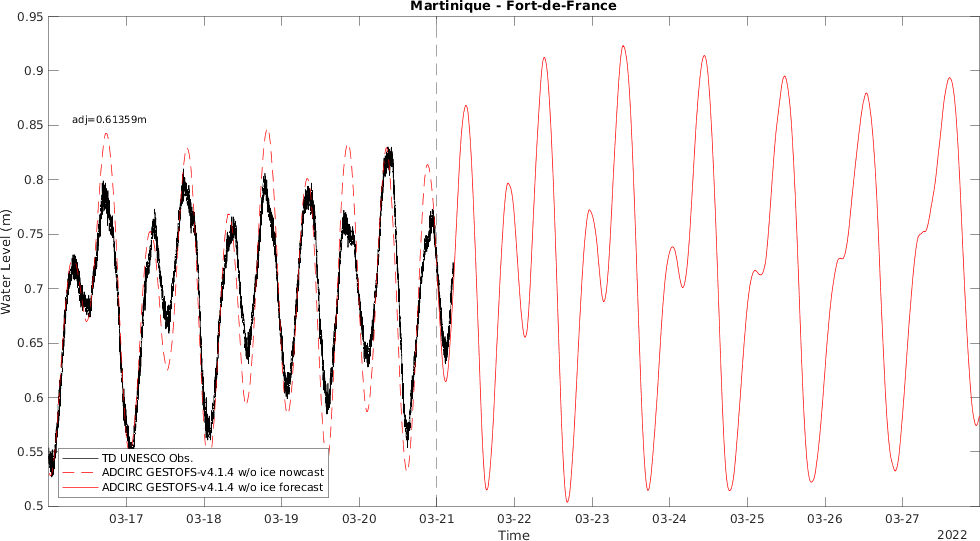 Martinique - Fort-de-France
0.95
0.9
0.85
0.8
0.75
0.7
0.65
0.6
0.55
0.5
Water Level (m)
adj=0.61359m
TD UNESCO Obs.
ADCIRC GESTOFS-v4.1.4 w/o ice nowcast
ADCIRC GESTOFS-v4.1.4 w/o ice forecast
03-17 03-18 03-19 03-20 03-21 03-22 03-23 03-24 03-25 03-26 03-27
Time
2022